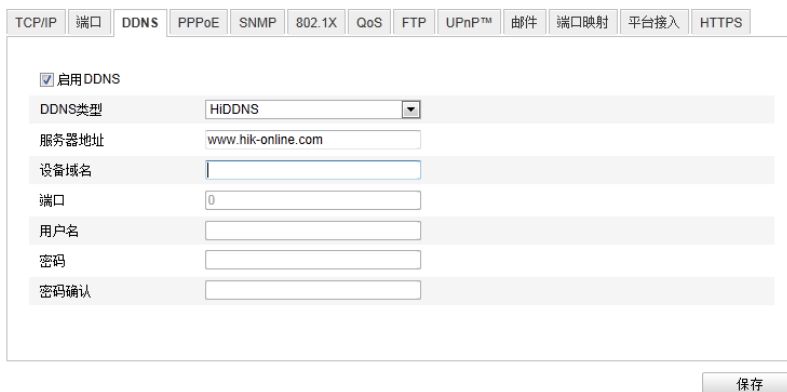 TCP/IP 端口 DDNS PPPoE SNMP 802.1X QoS FTP UPnP™ 邮件 端口映射 平台接入 HTTPS
启用DDNS
DDNS类型 HiDDNS
服务器地址 www.hik-online.com
设备域名
端口 0
用户名
密码
密码确认
保存